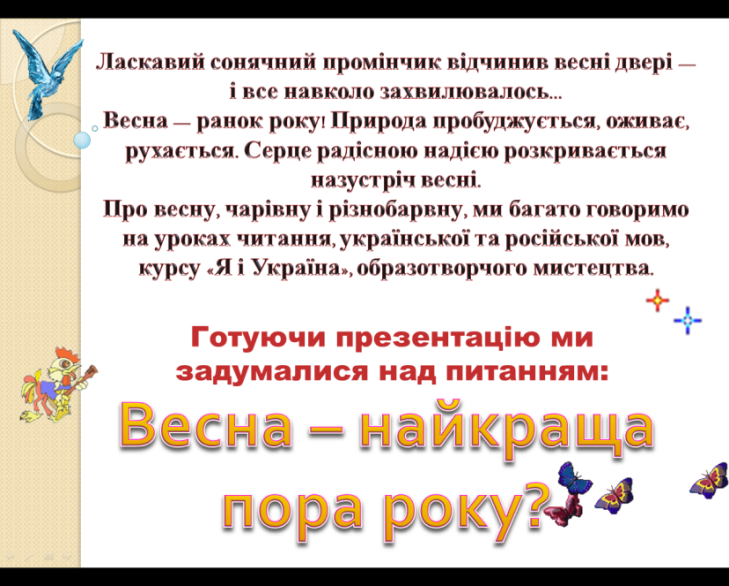 Ласкавий сонячний промінчик відчинив весні двері —
і все навколо захвилювалось...
Весна — ранок року! Природа пробуджується, оживає,
рухається. Серце радісною надією розкривається
назустріч весні.
Про весну, чарівну і різнобарвну, ми багато говоримо
на уроках читання, української та російської мов,
курсу «Я і Україна», образотворчого мистецтва.
Готуючи презентацію ми
задумалися над питанням:
Весна – найкраща
пора року?